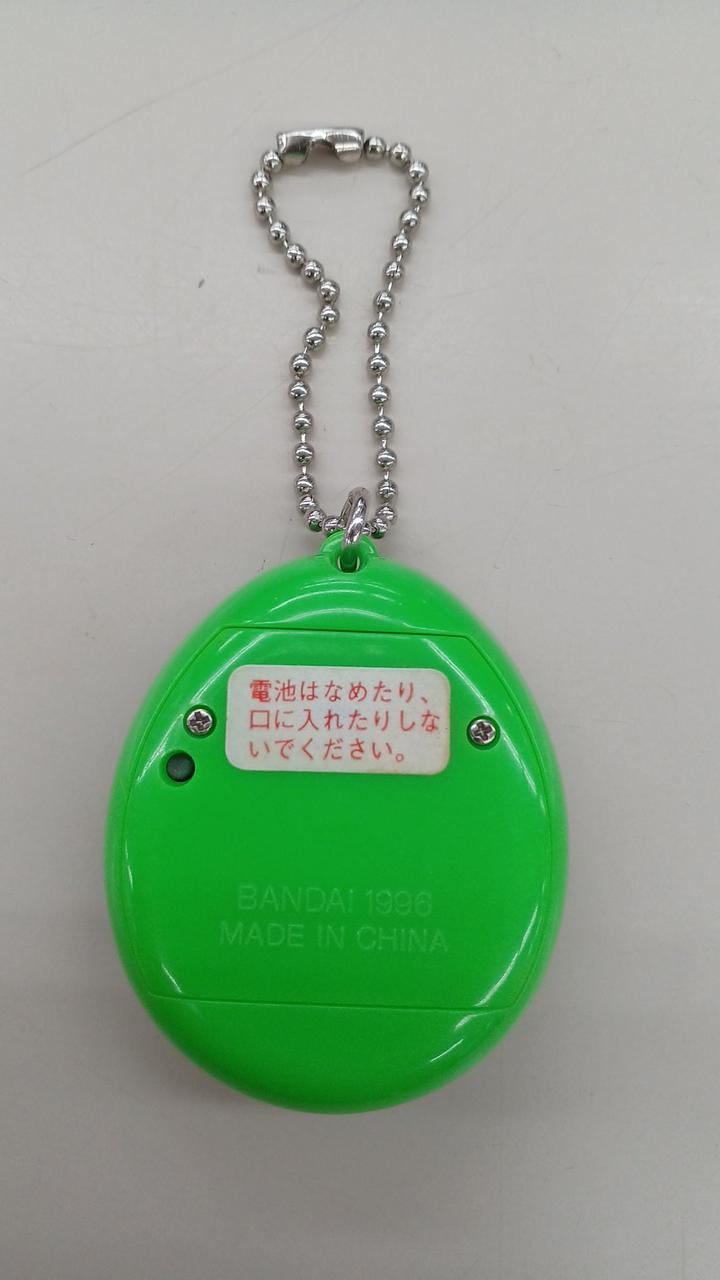 電池はなめたり、
口に入れたりしな
いでください。
BANDAI 1996
MADE IN CHINA